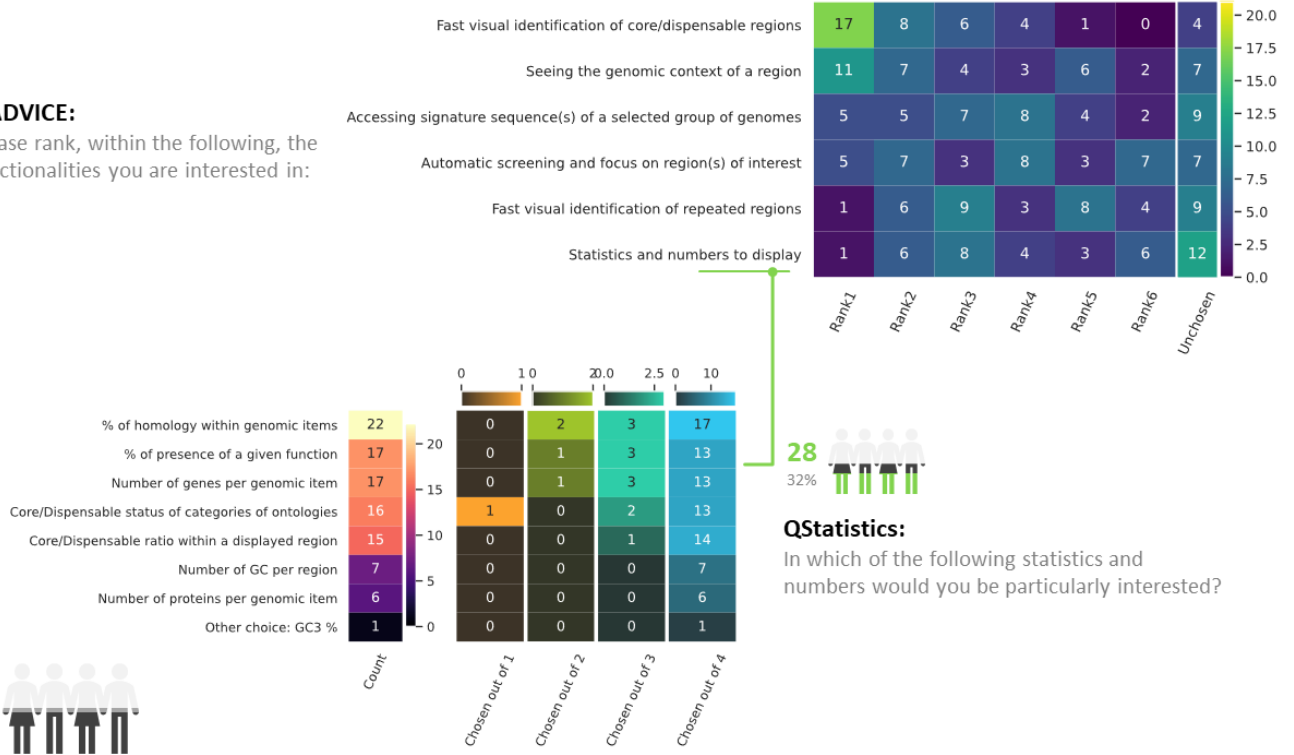 Fast visual identification of core/dispensable regions 17 8 6 4 1 0 4
Seeing the genomic context of a region 11 7 4 3 6 2 7
Accessing signature sequence(s) of a selected group of genomes 5 5 7 8 4 2 9
Automatic screening and focus on region(s) of interest 5 7 3 8 3 7 7
Fast visual identification of repeated regions 1 6 9 3 8 4 9
Statistics and numbers to display 1 6 8 4 3 6 12
20.0
17.5
15.0
12.5
10.0
7.5
5.0
2.5
0.0
Rank1 Rank2 Rank3 Rank4 Rank5 Rank6 Unchosen
ADVICE:
ase rank, within the following, the
ctionalities you are interested in:
0 1 0 2 0.0 2.5 0 10
% of homology within genomic items 22 0 2 3 17
% of presence of a given function 17 0 1 3 13
Number of genes per genomic item 17 0 1 3 13
Core/Dispensable status of categories of ontologies 16 1 0 2 13
Core/Dispensable ratio within a displayed region 15 0 0 1 14
Number of GC per region 7 0 0 0 7
Number of proteins per genomic item 6 0 0 0 6
Other choice: GC3 % 1 0 0 0 1
20
15
10
5
0
Count Chosen out of 1 Chosen out of 2 Chosen out of 3 Chosen out of 4
28
32%
QStatistics:
In which of the following statistics and
numbers would you be particularly interested?